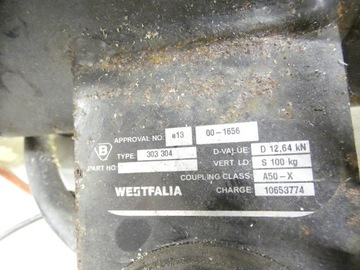 B
APPROVAL NO: e13 00-1656
TYPE: 303 304 D-VALUE: D 12,64 kN
PART NO: VERT. LD: S 100 kg
COUPLING CLASS: A50-X
WESTFALIA CHARGE: 10653774